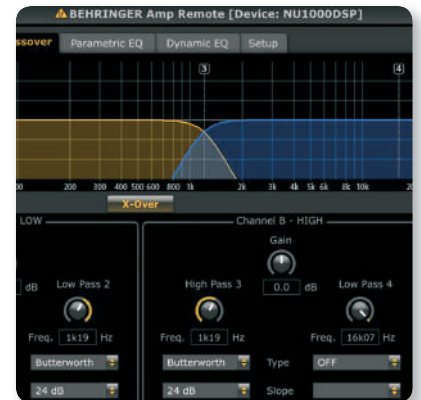 BEHRINGER Amp Remote [Device: NU1000DSP]
ssover Parametric EQ Dynamic EQ Setup
3 4
200 300 400 500 600 800 1k 2k 3k 4k 5k 6k 8k 10k 20
X-Over
LOW Channel B - HIGH
Gain
dB Low Pass 2 High Pass 3 0.0 dB Low Pass 4
Freq. 1k19 Hz Freq. 1k19 Hz Freq. 16k07 Hz
Butterworth Butterworth Type OFF
24 dB 24 dB Slope